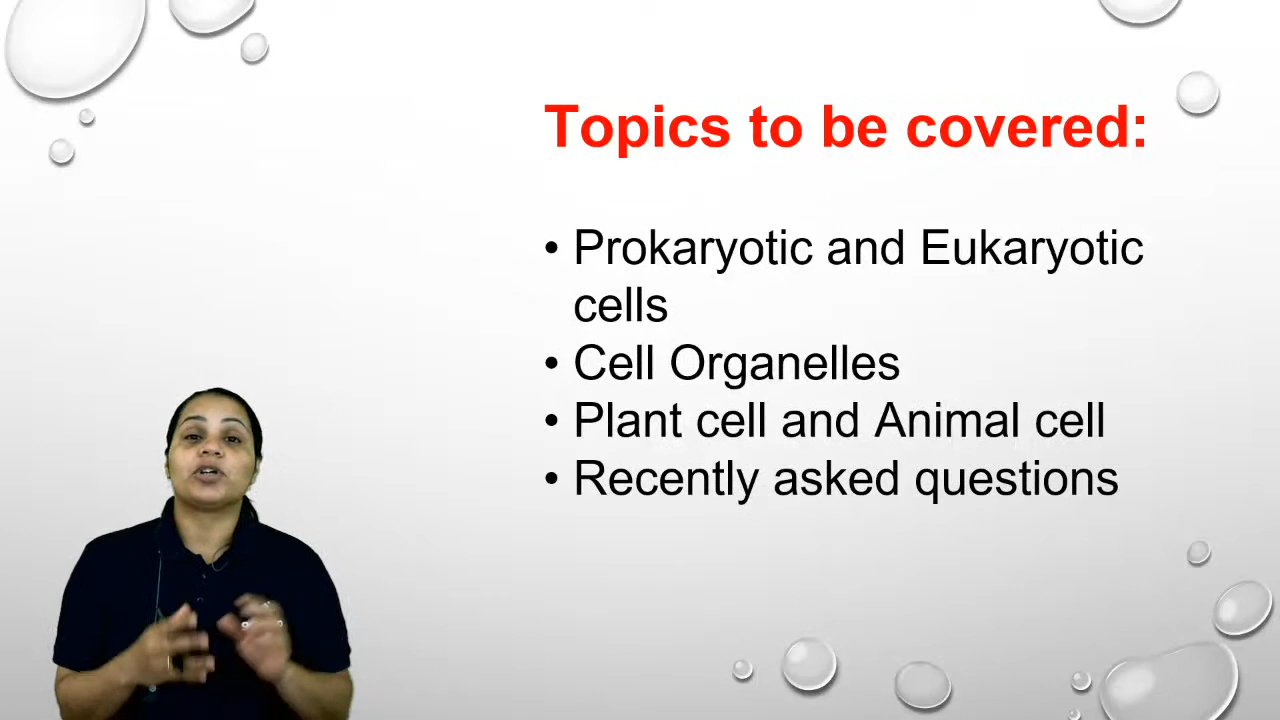 Topics to be covered:
• Prokaryotic and Eukaryotic
cells
• Cell Organelles
• Plant cell and Animal cell
• Recently asked questions